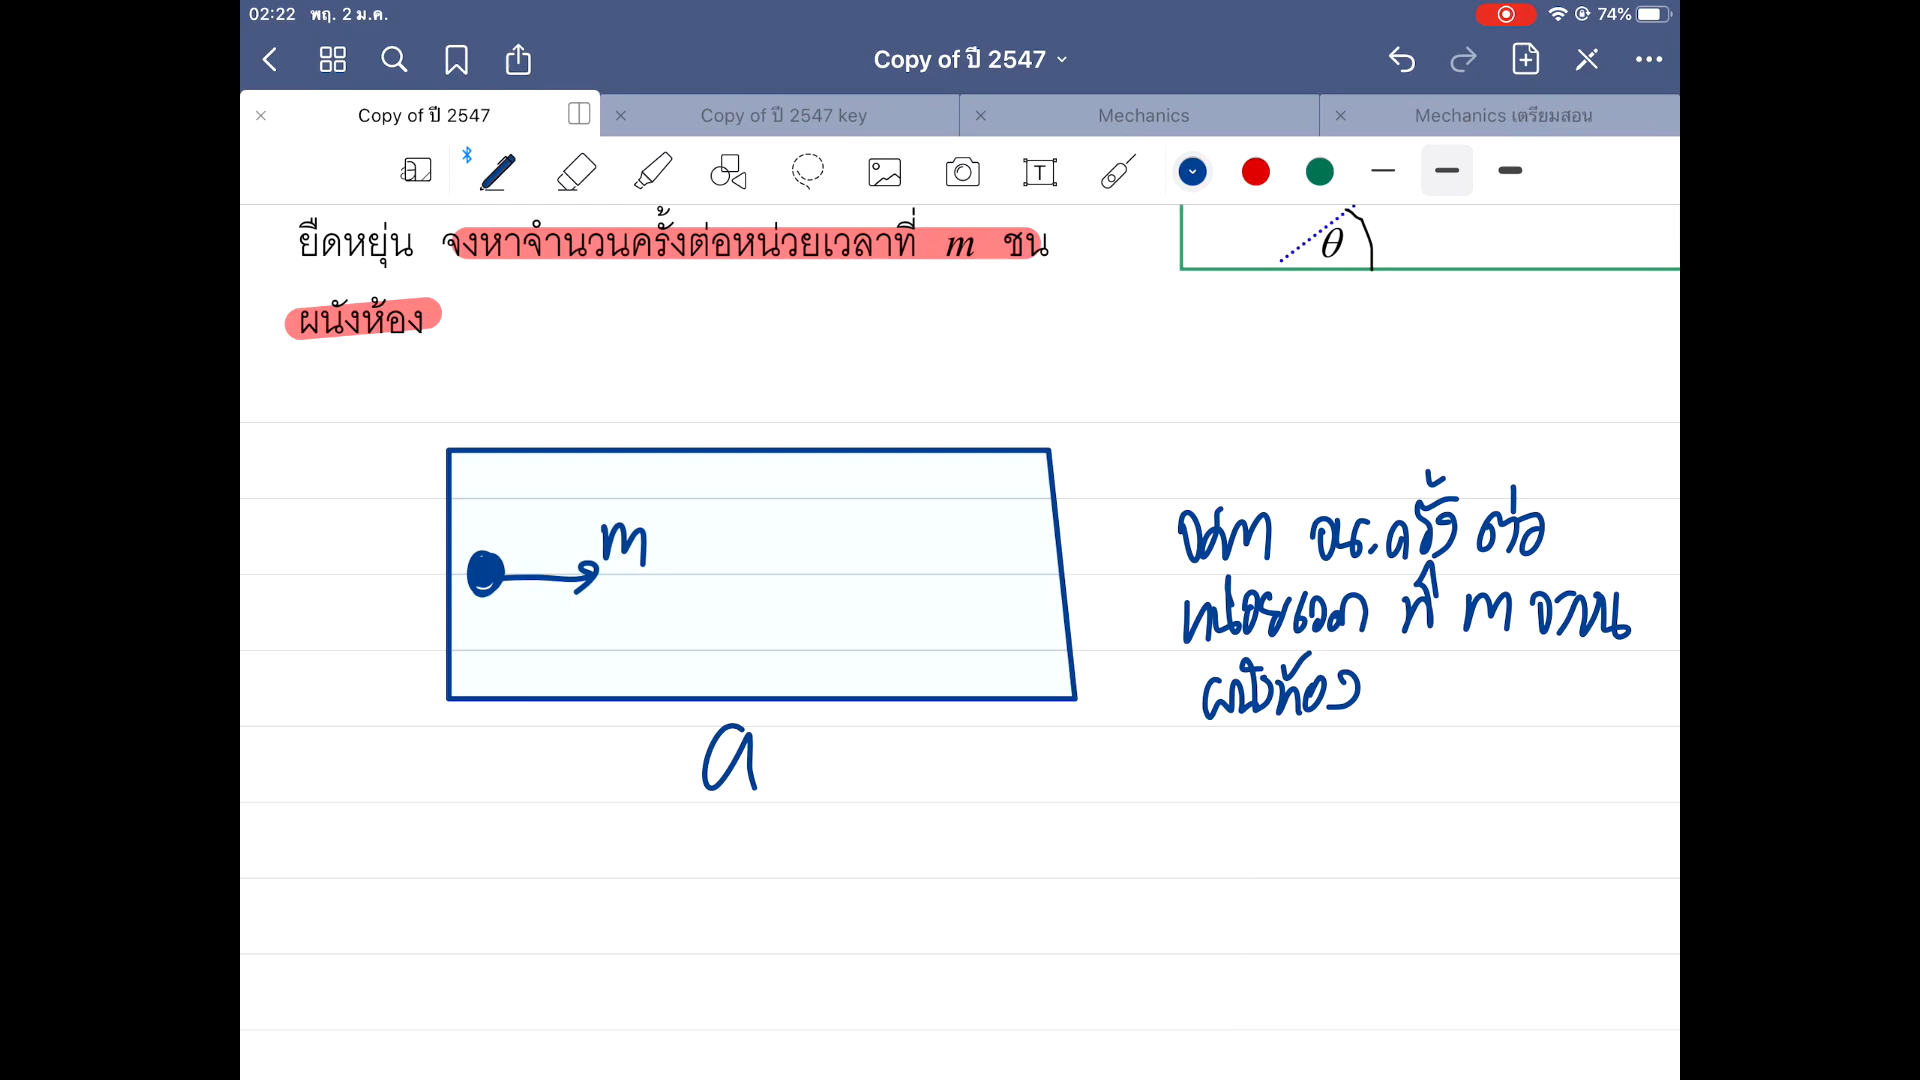 02:22 พฤ. 2 ม.ค. 74%
Copy of ปี 2547
Copy of ปี 2547 Copy of ปี 2547 key Mechanics Mechanics เตรียมสอน
ยืดหยุ่น จงหาจำนวนครั้งต่อหน่วยเวลาที่ m ชน
ผนังห้อง
θ
m
a
จงหา จน.ครั้ง ต่อ
หน่วยเวลา ที่ m จะชน
ผนังห้อง